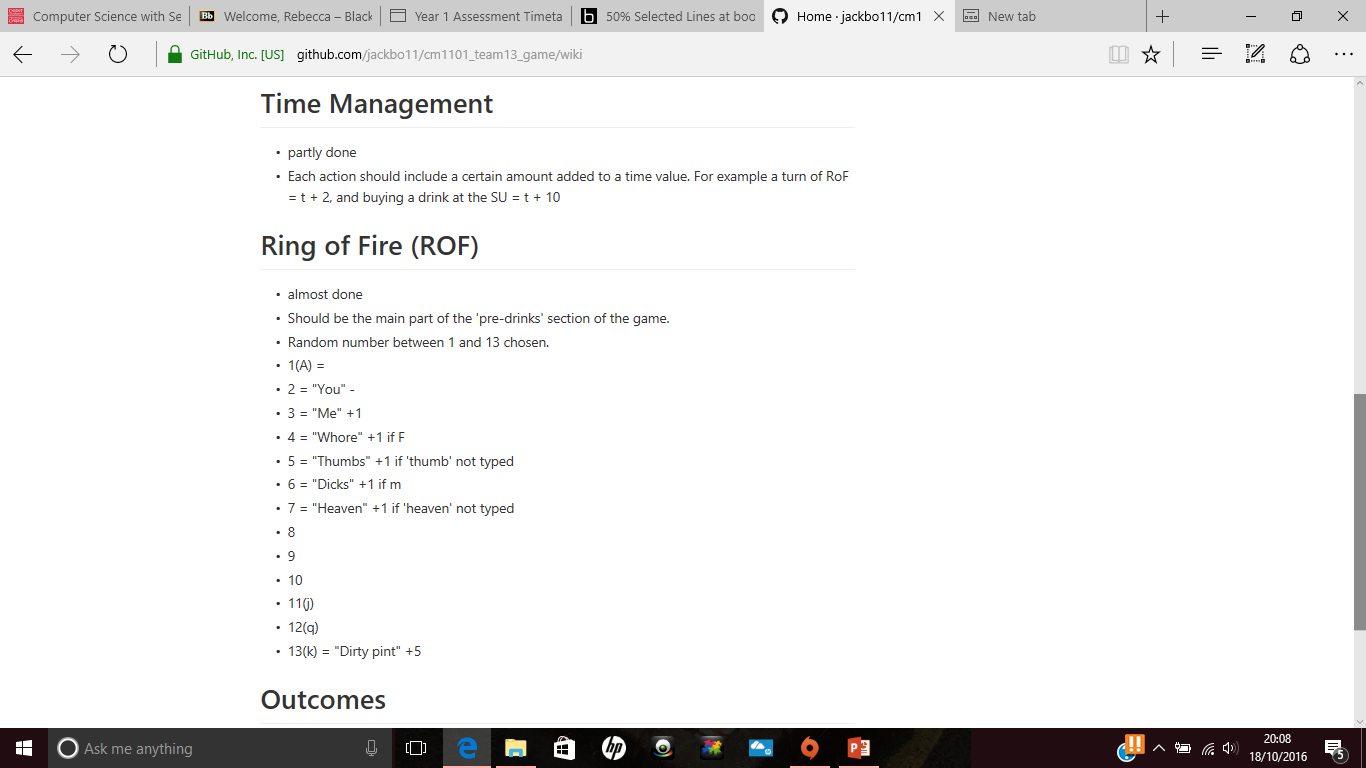 Computer Science with Se
Bb Welcome, Rebecca – Black
Year 1 Assessment Timeta
b 50% Selected Lines at boo
Home · jackbo11/cm1
New tab
GitHub, Inc. [US] github.com/jackbo11/cm1101_team13_game/wiki
Time Management
• partly done
• Each action should include a certain amount added to a time value. For example a turn of RoF
= t + 2, and buying a drink at the SU = t + 10
Ring of Fire (ROF)
• almost done
• Should be the main part of the 'pre-drinks' section of the game.
• Random number between 1 and 13 chosen.
• 1(A) =
• 2 = "You" -
• 3 = "Me" +1
• 4 = "Whore" +1 if F
• 5 = "Thumbs" +1 if 'thumb' not typed
• 6 = "Dicks" +1 if m
• 7 = "Heaven" +1 if 'heaven' not typed
• 8
• 9
• 10
• 11(j)
• 12(q)
• 13(k) = "Dirty pint" +5
Outcomes
Ask me anything
hp
20:08
18/10/2016
5